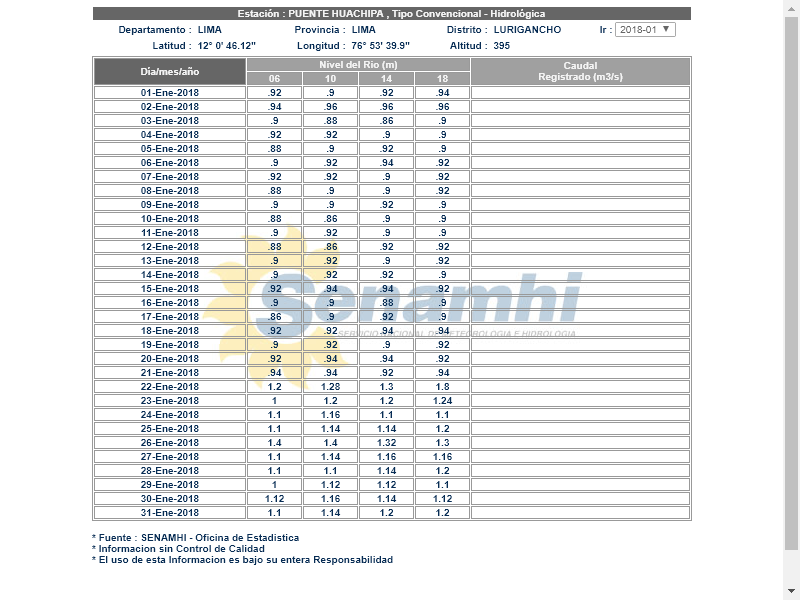 Estación : PUENTE HUACHIPA , Tipo Convencional - Hidrológica
Departamento : LIMA Provincia : LIMA Distrito : LURIGANCHO Ir : 2018-01
Latitud : 12° 0' 46.12" Longitud : 76° 53' 39.9" Altitud : 395
Dia/mes/año Nivel del Rio (m) Caudal Registrado (m3/s)
06 10 14 18
01-Ene-2018 .92 .9 .92 .94
02-Ene-2018 .94 .96 .96 .96
03-Ene-2018 .9 .88 .86 .9
04-Ene-2018 .92 .92 .9 .9
05-Ene-2018 .88 .9 .92 .9
06-Ene-2018 .9 .92 .94 .92
07-Ene-2018 .92 .92 .9 .9
08-Ene-2018 .88 .9 .9 .92
09-Ene-2018 .9 .9 .92 .9
10-Ene-2018 .88 .86 .9 .9
11-Ene-2018 .9 .92 .9 .9
12-Ene-2018 .88 .86 .92 .92
13-Ene-2018 .9 .92 .9 .92
14-Ene-2018 .9 .92 .92 .9
15-Ene-2018 .92 .94 .94 .92
16-Ene-2018 .9 .9 .88 .9
17-Ene-2018 .86 .9 .92 .9
Senamhi
SERVICIO NACIONAL DE METEOROLOGIA E HIDROLOGIA
18-Ene-2018 .92 .92 .94 .94
19-Ene-2018 .9 .92 .9 .92
20-Ene-2018 .92 .94 .94 .92
21-Ene-2018 .94 .94 .92 .94
22-Ene-2018 1.2 1.28 1.3 1.8
23-Ene-2018 1 1.2 1.2 1.24
24-Ene-2018 1.1 1.16 1.1 1.1
25-Ene-2018 1.1 1.14 1.14 1.2
26-Ene-2018 1.4 1.4 1.32 1.3
27-Ene-2018 1.1 1.14 1.16 1.16
28-Ene-2018 1.1 1.1 1.14 1.2
29-Ene-2018 1 1.12 1.12 1.1
30-Ene-2018 1.12 1.16 1.14 1.12
31-Ene-2018 1.1 1.14 1.2 1.2
* Fuente : SENAMHI - Oficina de Estadistica
* Informacion sin Control de Calidad
* El uso de esta Informacion es bajo su entera Responsabilidad